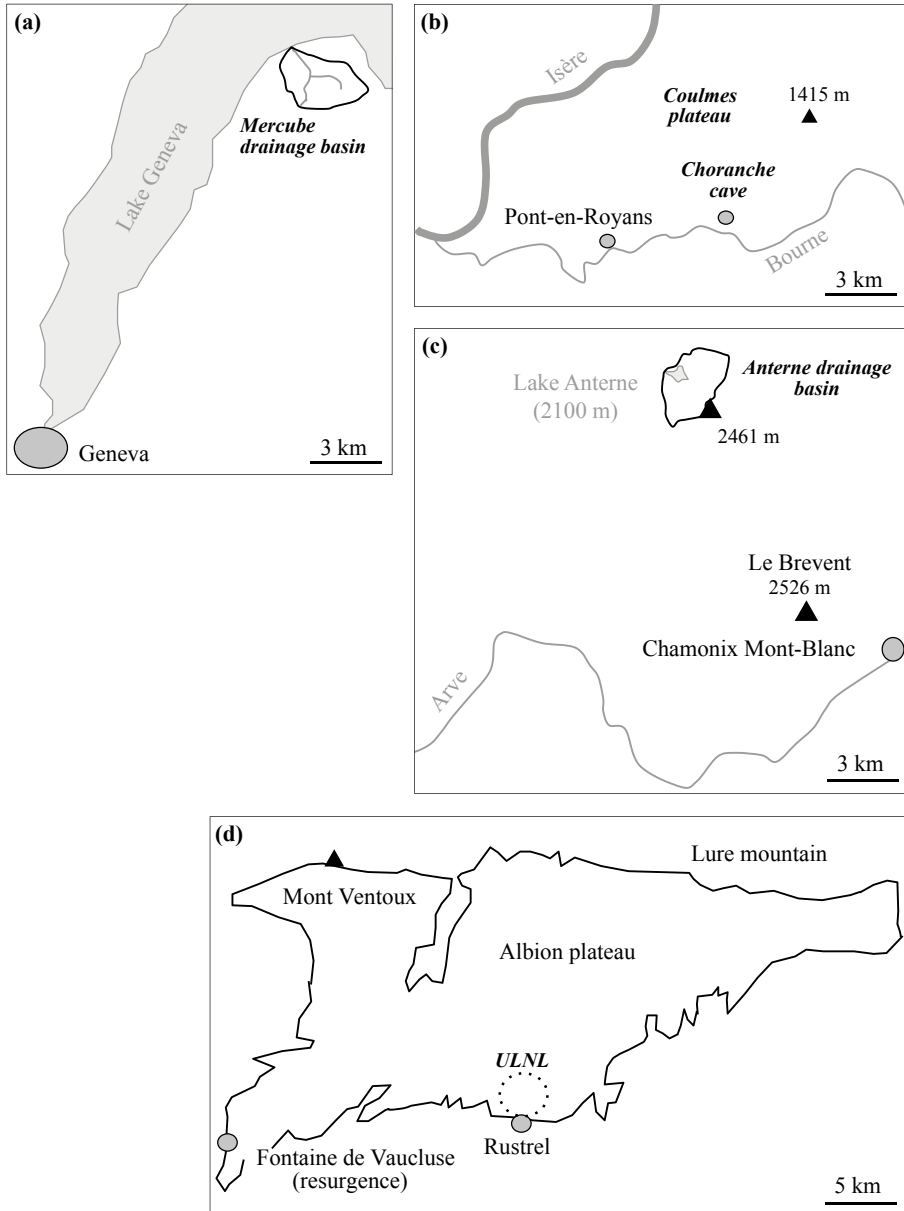 (a)
Mercube
drainage basin
Lake Geneva
Geneva
3 km
(b)
Isère
Coulmes
plateau
1415 m
Choranche
cave
Pont-en-Royans
Bourne
3 km
(c)
Lake Anterne
(2100 m)
Anterne drainage
basin
2461 m
Le Brevent
2526 m
Chamonix Mont-Blanc
Arve
3 km
(d)
Lure mountain
Mont Ventoux
Albion plateau
ULNL
Rustrel
Fontaine de Vaucluse
(resurgence)
5 km